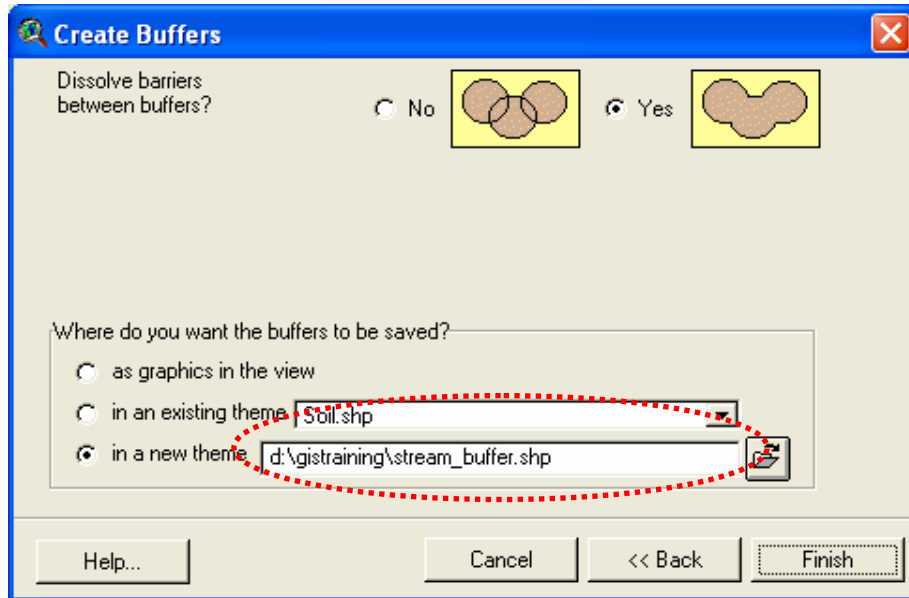 Create Buffers
Dissolve barriers
between buffers?
No
Yes
Where do you want the buffers to be saved?
as graphics in the view
in an existing theme
Soil.shp
in a new theme
d:\gistraining\stream_buffer.shp
Help...
Cancel
<< Back
Finish